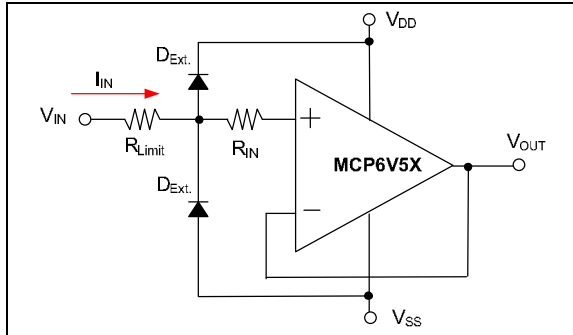 VDD
DExt.
IIN
VIN
RLimit
RIN
+
MCP6V5X
VOUT
DExt.
−
VSS